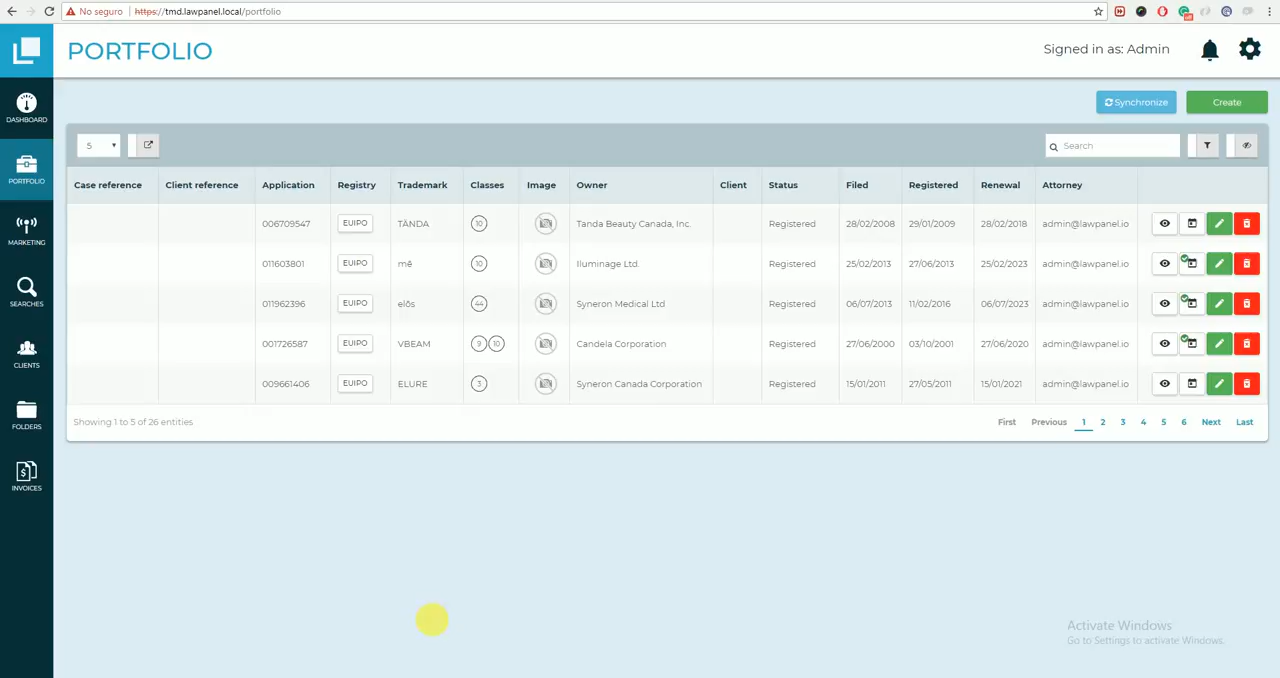 No seguro | https://tmd.lawpanel.local/portfolio
PORTFOLIO
Signed in as: Admin
DASHBOARD
PORTFOLIO
MARKETING
SEARCHES
CLIENTS
FOLDERS
INVOICES
Synchronize Create
5 Search
Case reference Client reference Application Registry Trademark Classes Image Owner Client Status Filed Registered Renewal Attorney
006709547 EUIPO TÀNDA 10 Tanda Beauty Canada, Inc. Registered 28/02/2008 29/01/2009 28/02/2018 admin@lawpanel.io
011603801 EUIPO mē 10 Iluminage Ltd. Registered 25/02/2013 27/06/2013 25/02/2023 admin@lawpanel.io
011962396 EUIPO elōs 44 Syneron Medical Ltd Registered 06/07/2013 11/02/2016 06/07/2023 admin@lawpanel.io
001726587 EUIPO VBEAM 9 10 Candela Corporation Registered 27/06/2000 03/10/2001 27/06/2020 admin@lawpanel.io
009661406 EUIPO ELURE 3 Syneron Canada Corporation Registered 15/01/2011 27/05/2011 15/01/2021 admin@lawpanel.io
Showing 1 to 5 of 26 entities First Previous 1 2 3 4 5 6 Next Last
Activate Windows
Go to Settings to activate Windows.